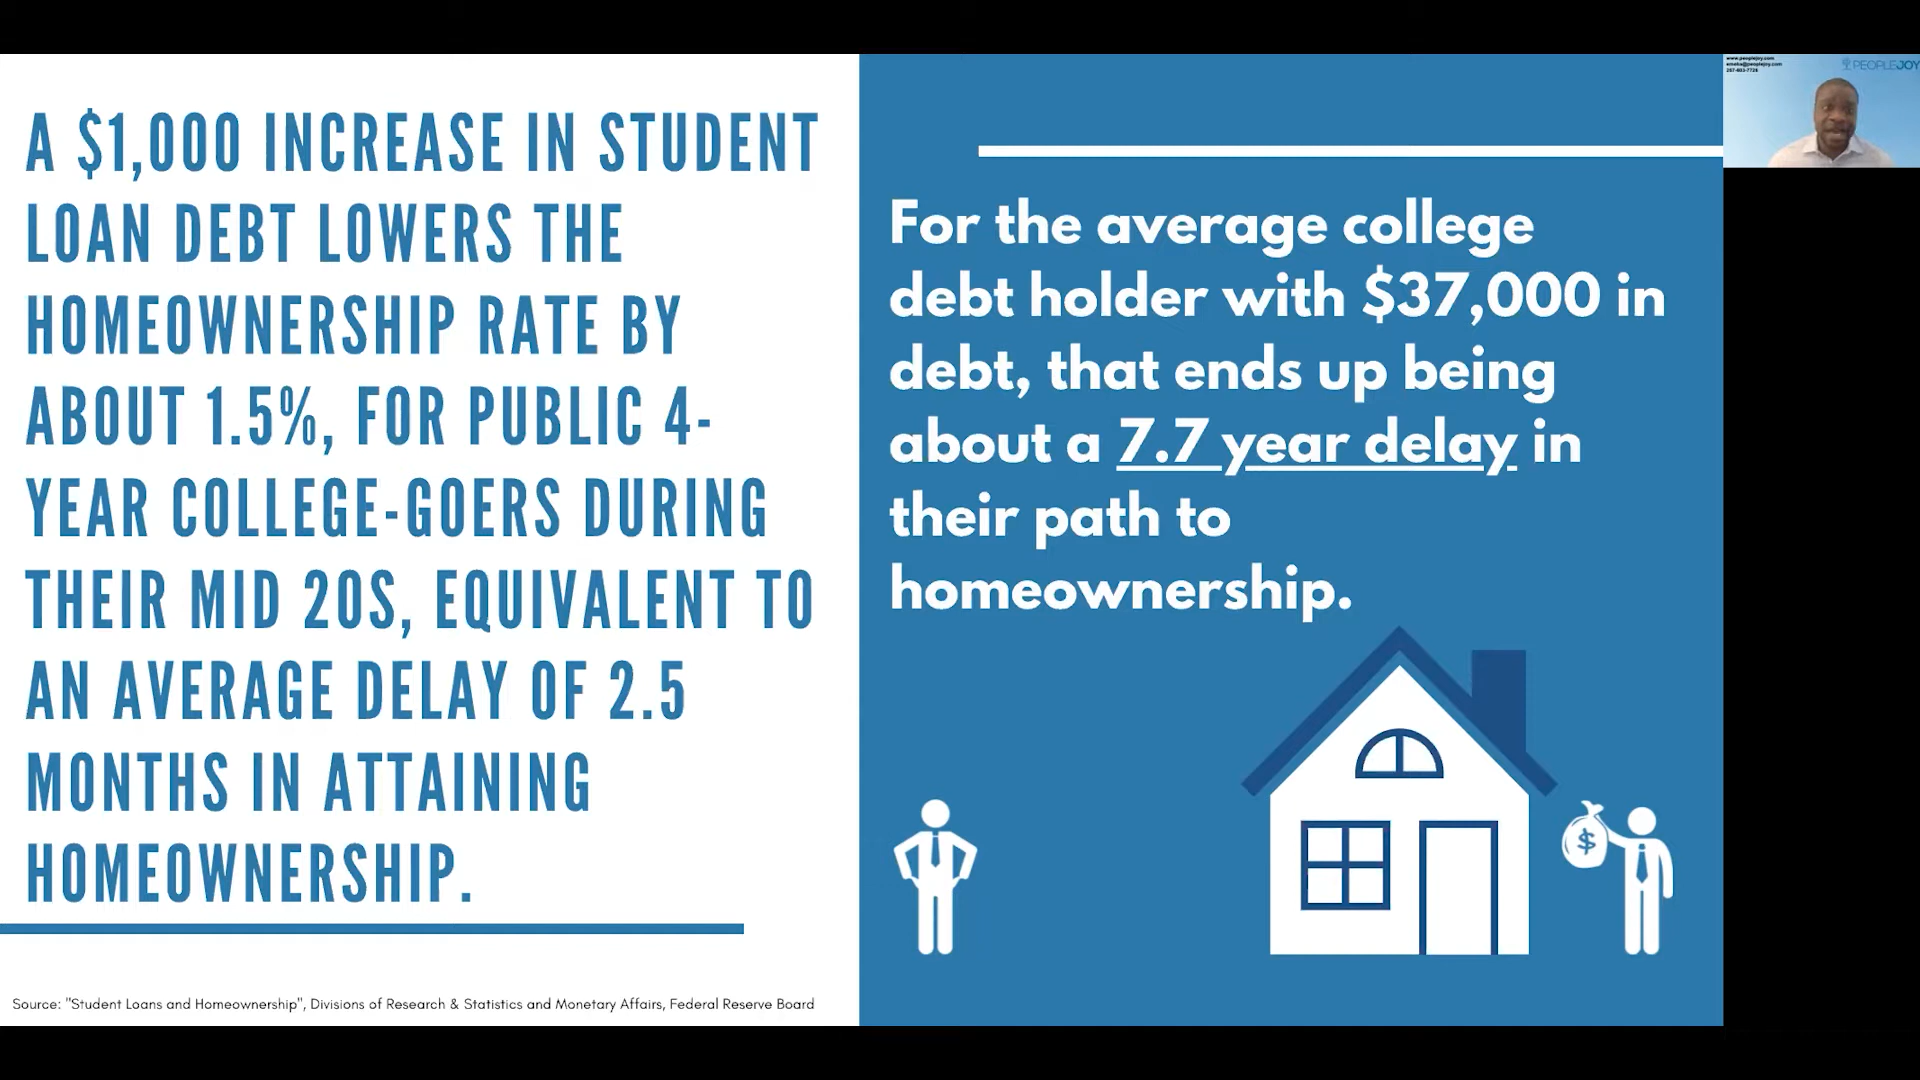 A $1,000 INCREASE IN STUDENT
LOAN DEBT LOWERS THE
HOMEOWNERSHIP RATE BY
ABOUT 1.5%, FOR PUBLIC 4-
YEAR COLLEGE-GOERS DURING
THEIR MID 20S, EQUIVALENT TO
AN AVERAGE DELAY OF 2.5
MONTHS IN ATTAINING
HOMEOWNERSHIP.
Source: "Student Loans and Homeownership", Divisions of Research & Statistics and Monetary Affairs, Federal Reserve Board
For the average college
debt holder with $37,000 in
debt, that ends up being
about a 7.7 year delay in
their path to
homeownership.
$
www.peoplejoy.com
PEOPLEJOY